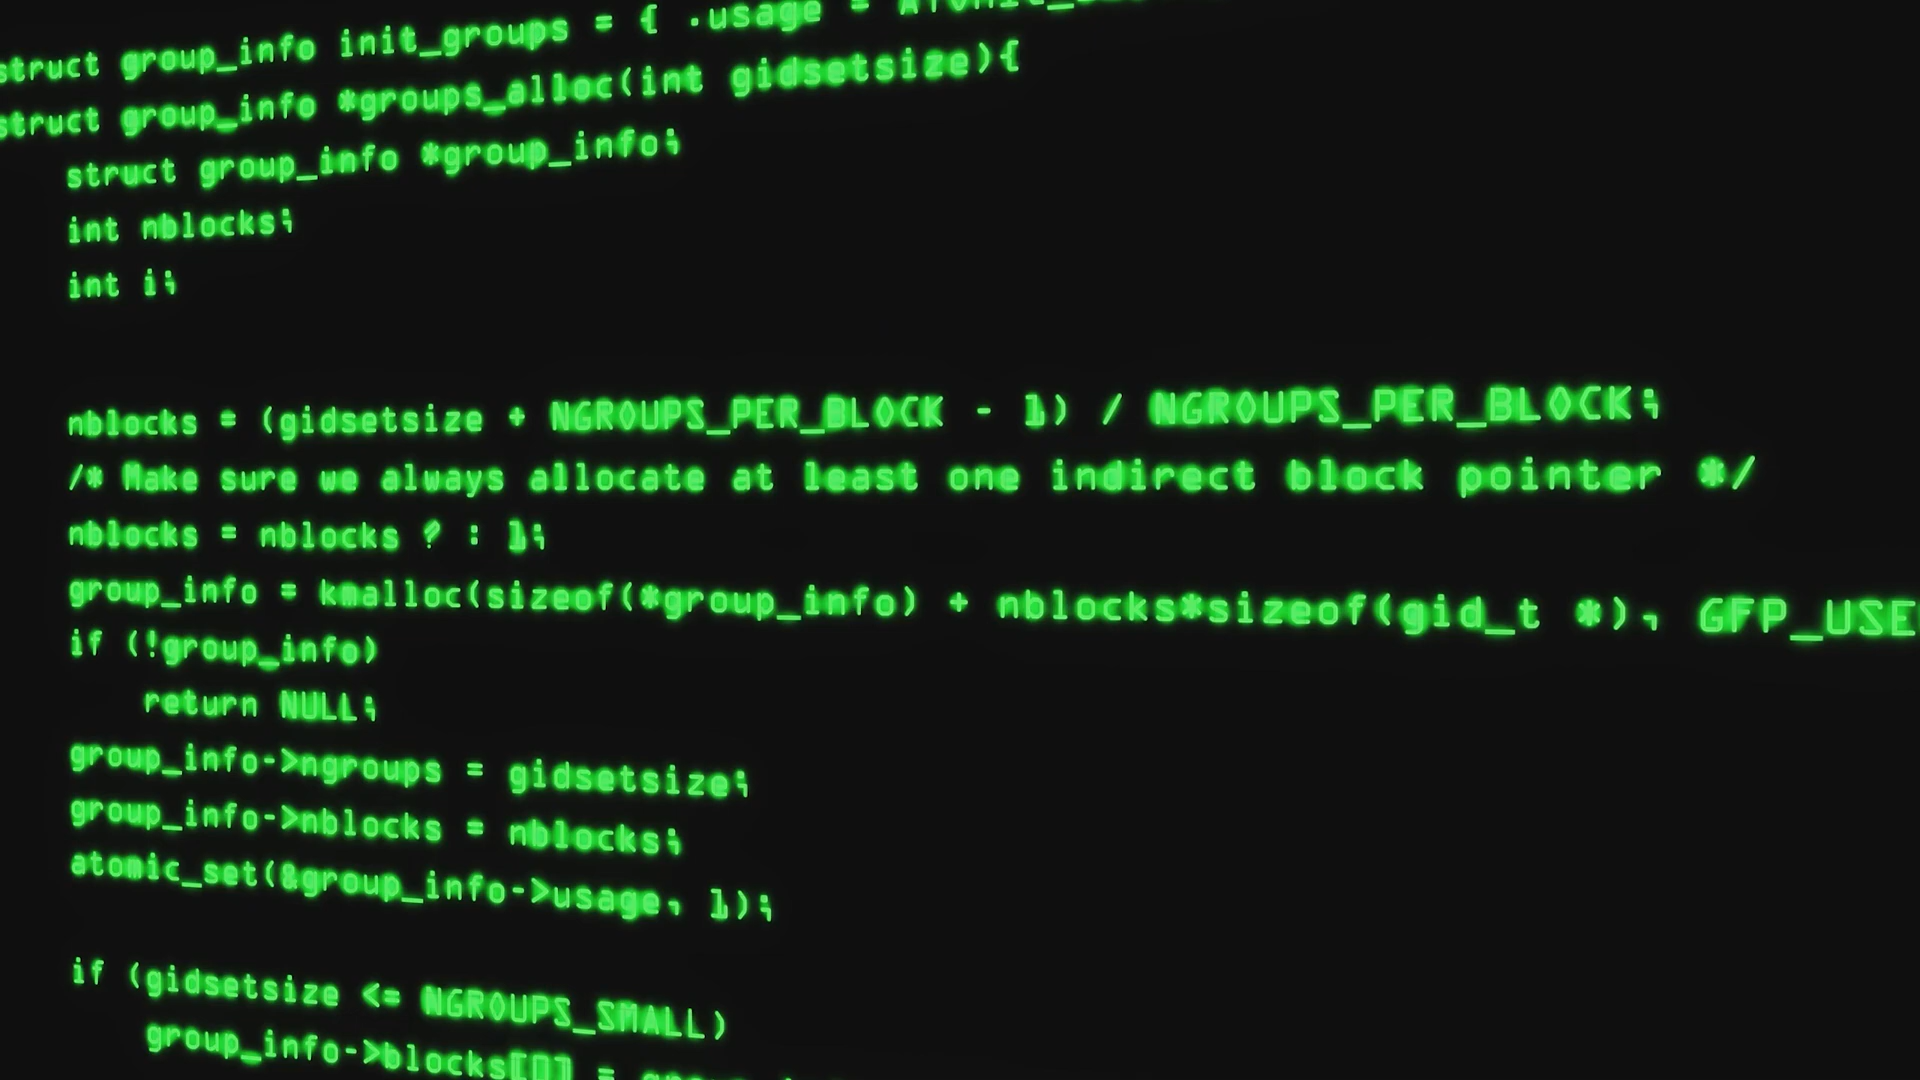 struct group_info init_groups = { .usage =
struct group_info *groups_alloc(int gidsetsize){
struct group_info *group_info;
int nblocks;
int i;
nblocks = (gidsetsize + NGROUPS_PER_BLOCK - 1) / NGROUPS_PER_BLOCK;
/* Make sure we always allocate at least one indirect block pointer */
nblocks = nblocks ? : 1;
group_info = kmalloc(sizeof(*group_info) + nblocks*sizeof(gid_t *), GFP_USE
if (!group_info)
return NULL;
group_info->ngroups = gidsetsize;
group_info->nblocks = nblocks;
atomic_set(&group_info->usage, 1);
if (gidsetsize <= NGROUPS_SMALL)
group_info->blocks[0] =